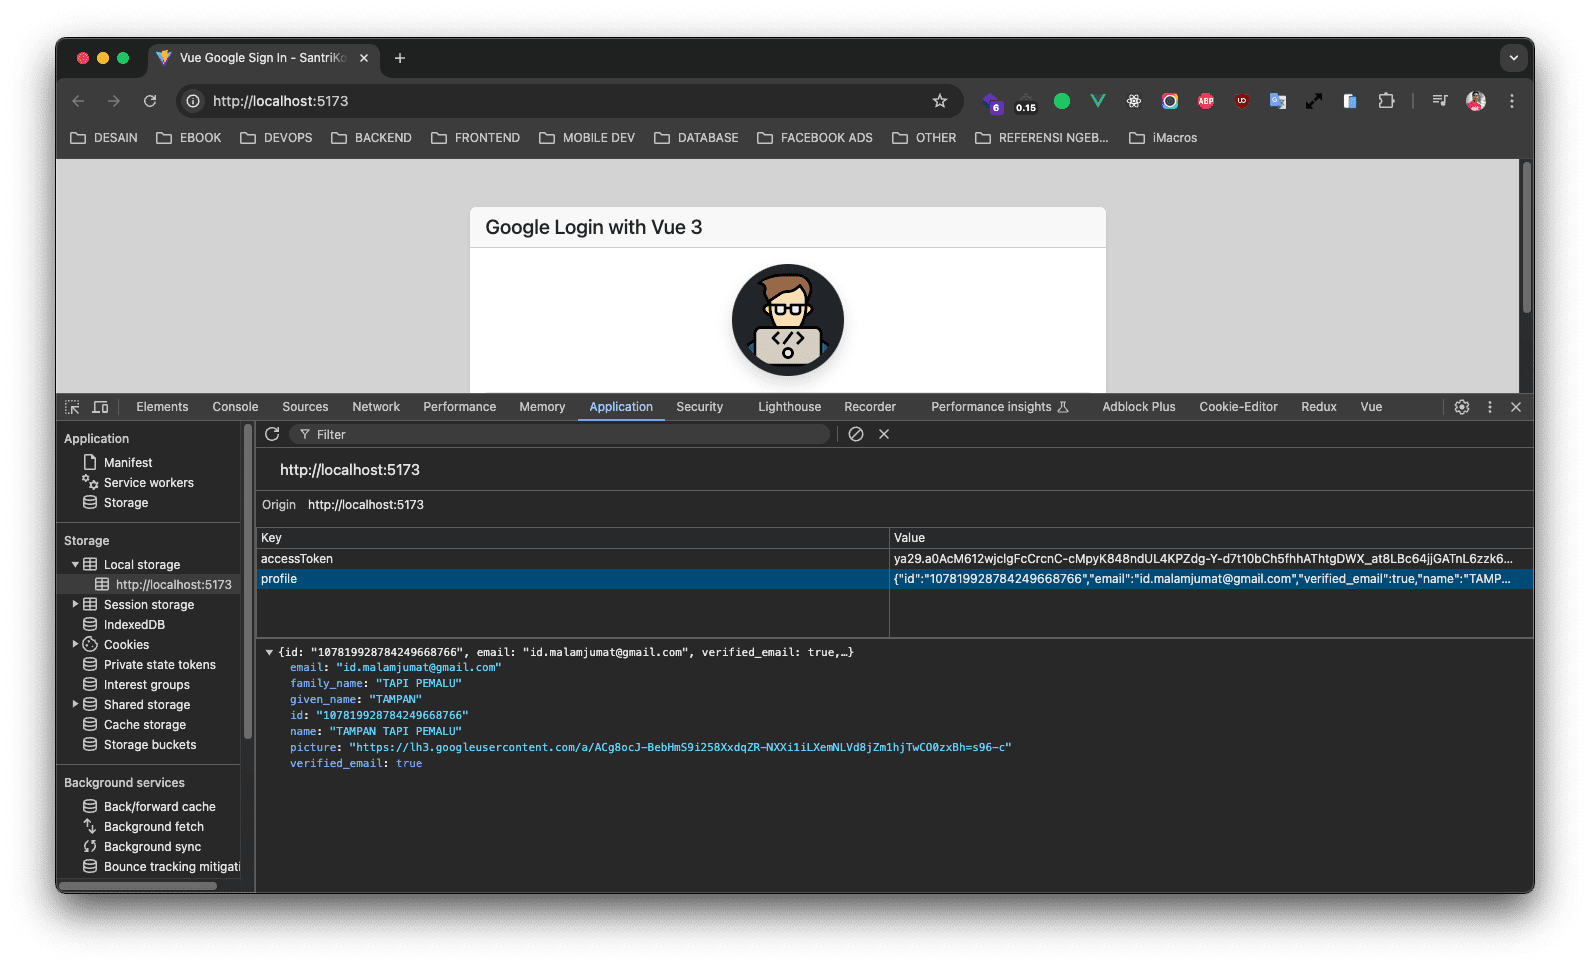 Vue Google Sign In - SantriKo
http://localhost:5173
6
0.15
ABP
DESAIN EBOOK DEVOPS BACKEND FRONTEND MOBILE DEV DATABASE FACEBOOK ADS OTHER REFERENSI NGEB... iMacros
Google Login with Vue 3
Elements Console Sources Network Performance Memory Application Security Lighthouse Recorder Performance insights Adblock Plus Cookie-Editor Redux Vue
Application
Manifest
Service workers
Storage
Storage
Local storage
http://localhost:5173
Session storage
IndexedDB
Cookies
Private state tokens
Interest groups
Shared storage
Cache storage
Storage buckets
Background services
Back/forward cache
Background fetch
Background sync
Bounce tracking mitigati
Filter
http://localhost:5173
Origin http://localhost:5173
Key Value
accessToken ya29.a0AcM612wjclgFcCrcnC-cMpyK848ndUL4KPZdg-Y-d7t10bCh5fhhAThtgDWX_at8LBc64jjGATnL6zzk6...
profile {"id":"107819928784249668766","email":"id.malamjumat@gmail.com","verified_email":true,"name":"TAMP...
{id: "107819928784249668766", email: "id.malamjumat@gmail.com", verified_email: true,…}
email: "id.malamjumat@gmail.com"
family_name: "TAPI PEMALU"
given_name: "TAMPAN"
id: "107819928784249668766"
name: "TAMPAN TAPI PEMALU"
picture: "https://lh3.googleusercontent.com/a/ACg8ocJ-BebHmS9i258XxdqZR-NXXi1iLXemNLVd8jZm1hjTwCO0zxBh=s96-c"
verified_email: true